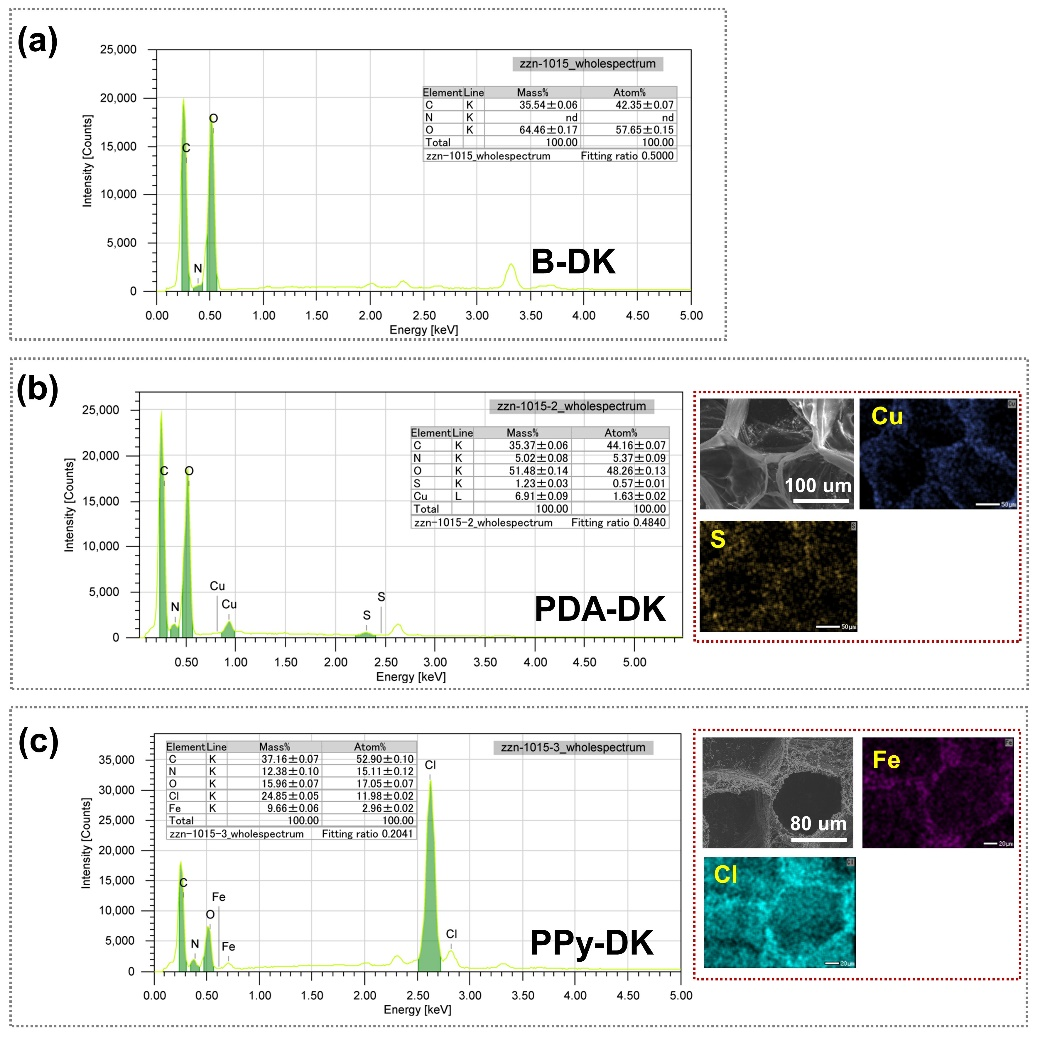 (a)
25,000
20,000
15,000
10,000
5,000
0
Intensity [Counts]
zzn-1015_wholespectrum
Element Line Mass% Atom%
C K 35.54±0.06 42.35±0.07
N K nd nd
O K 64.46±0.17 57.65±0.15
Total 100.00 100.00
zzn-1015_wholespectrum Fitting ratio 0.5000
C
N
O
B-DK
0.00 0.50 1.00 1.50 2.00 2.50 3.00 3.50 4.00 4.50 5.00
Energy [keV]
(b)
25,000
20,000
15,000
10,000
5,000
0
Intensity [Counts]
zzn-1015-2_wholespectrum
Element Line Mass% Atom%
C K 35.37±0.06 44.16±0.07
N K 5.02±0.08 5.37±0.09
O K 51.48±0.14 48.26±0.13
S K 1.23±0.03 0.57±0.01
Cu L 6.91±0.09 1.63±0.02
Total 100.00 100.00
zzn-1015-2_wholespectrum Fitting ratio 0.4840
C
N
O
Cu
Cu
S
S
PDA-DK
0.50 1.00 1.50 2.00 2.50 3.00 3.50 4.00 4.50 5.00
Energy [keV]
100 um
Cu
50µm
S
50µm
(c)
35,000
30,000
25,000
20,000
15,000
10,000
5,000
0
Intensity [Counts]
Element Line Mass% Atom%
C K 37.16±0.07 52.90±0.10
N K 12.38±0.10 15.11±0.12
O K 15.96±0.07 17.05±0.07
Cl K 24.85±0.05 11.98±0.02
Fe K 9.66±0.06 2.96±0.02
Total 100.00 100.00
zzn-1015-3_wholespectrum Fitting ratio 0.2041
zzn-1015-3_wholespectrum
C
N
O
Fe
Fe
Cl
Cl
PPy-DK
0.00 0.50 1.00 1.50 2.00 2.50 3.00 3.50 4.00 4.50 5.00
Energy [keV]
80 um
Fe
20µm
Cl
20µm